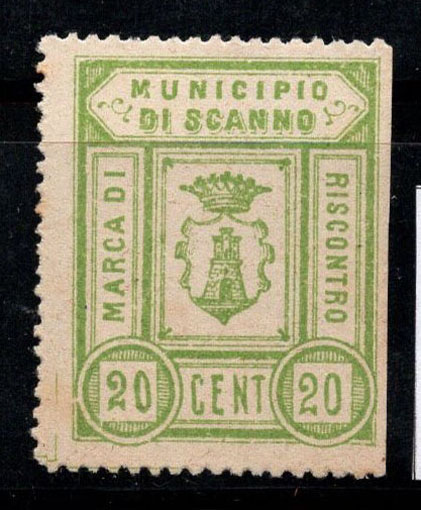 MUNICIPIO
DI SCANNO
MARCA DI
RISCONTRO
20 CENT 20